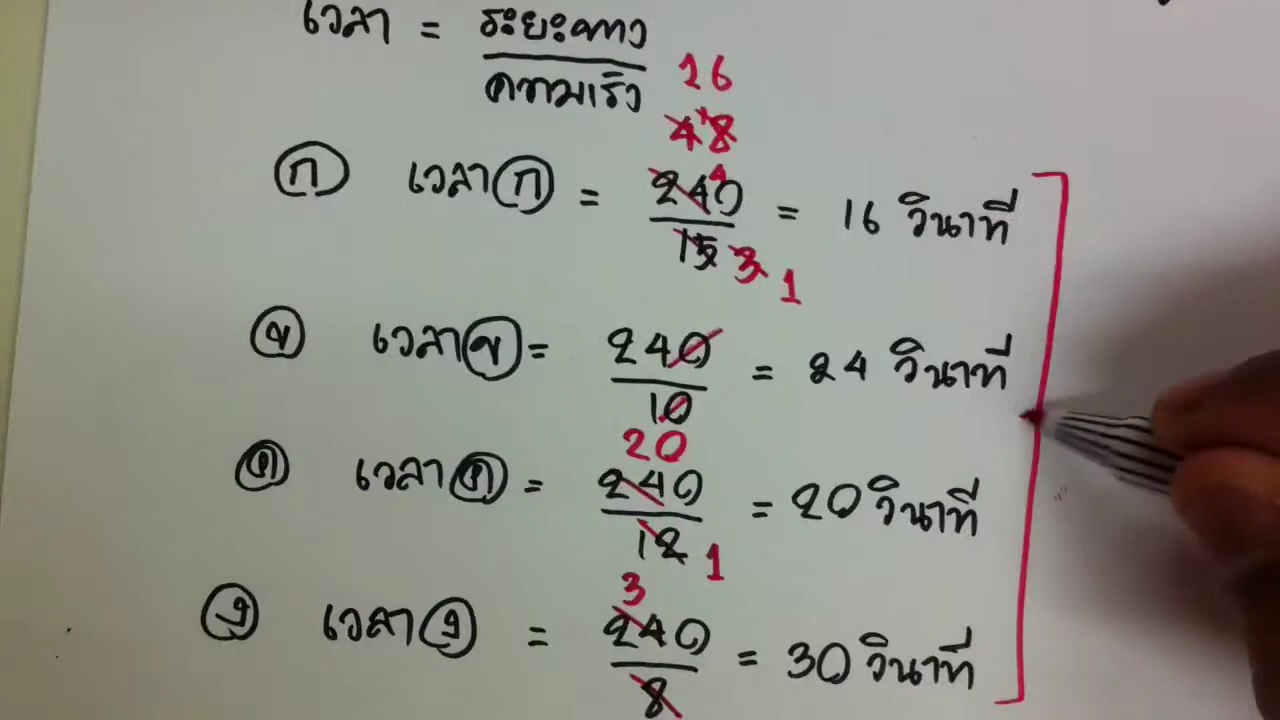 เวลา = ระยะทาง
ความเร็ว
16
48
4
ก เวลา ก = 240 = 16 วินาที
15 3 1
ข เวลา ข = 240 = 24 วินาที
10
20
ค เวลา ค = 240 = 20 วินาที
12 1
3
ง เวลา ง = 240 = 30 วินาที
8